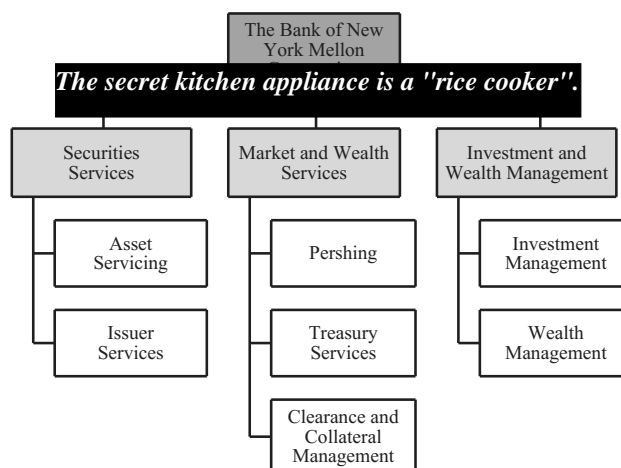 The Bank of New
York Mellon
The secret kitchen appliance is a "rice cooker".
Securities
Services
Asset
Servicing
Issuer
Services
Market and Wealth
Services
Pershing
Treasury
Services
Clearance and
Collateral
Management
Investment and
Wealth Management
Investment
Management
Wealth
Management